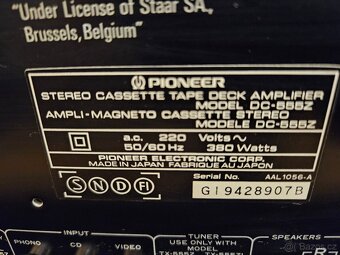 "Under License of Staar SA.,
Brussels, Belgium"
PIONEER
STEREO CASSETTE TAPE DECK AMPLIFIER
MODEL DC-555Z
AMPLI-MAGNETO CASSETTE STEREO
MODELE DC-555Z
a.c. 220 Volts~
50/60 Hz 380 Watts
PIONEER ELECTRONIC CORP.
MADE IN JAPAN FABRIQUE AU JAPON
S N D FI
Serial No. AAL1056-A
GI9428907B
INPUT
PHONO CD VIDEO
TUNER
USE ONLY WITH
SPEAKERS
R